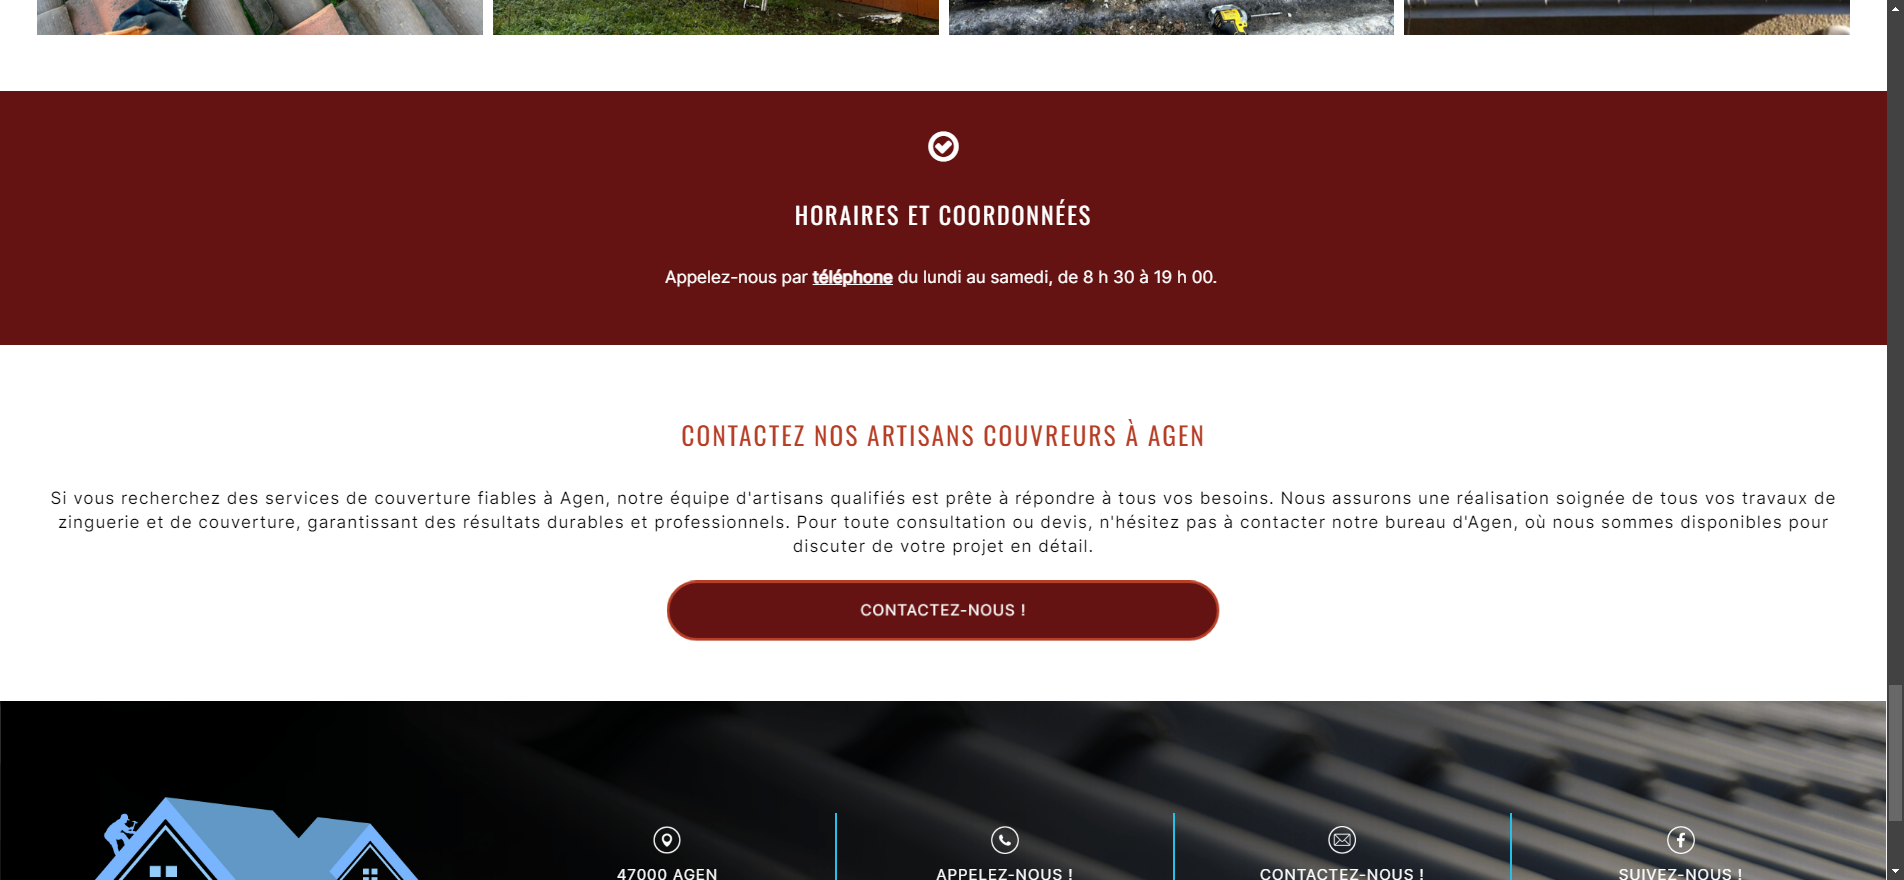 HORAIRES ET COORDONNÉES
Appelez-nous par téléphone du lundi au samedi, de 8 h 30 à 19 h 00.
CONTACTEZ NOS ARTISANS COUVREURS À AGEN
Si vous recherchez des services de couverture fiables à Agen, notre équipe d'artisans qualifiés est prête à répondre à tous vos besoins. Nous assurons une réalisation soignée de tous vos travaux de
zinguerie et de couverture, garantissant des résultats durables et professionnels. Pour toute consultation ou devis, n'hésitez pas à contacter notre bureau d'Agen, où nous sommes disponibles pour
discuter de votre projet en détail.
CONTACTEZ-NOUS !
47000 AGEN
APPELEZ-NOUS !
CONTACTEZ-NOUS !
SUIVEZ-NOUS !